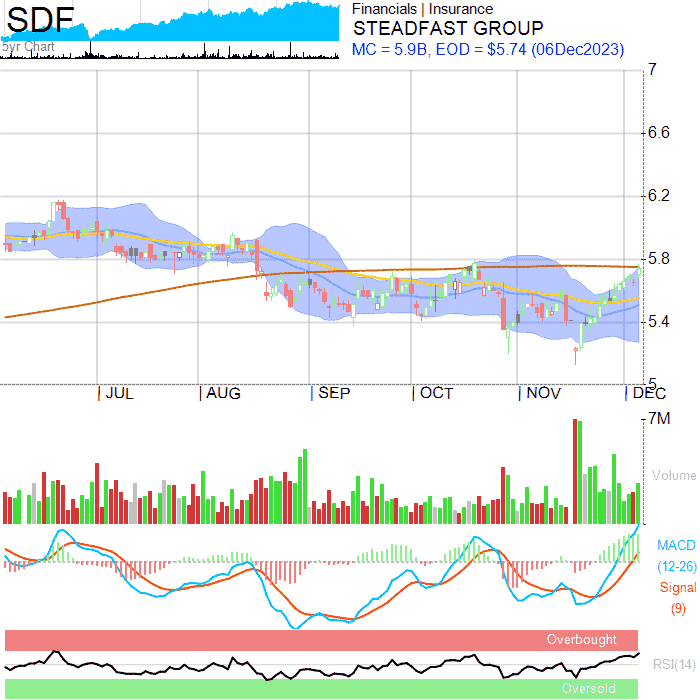 SDF
5yr Chart
Financials | Insurance
STEADFAST GROUP
MC = 5.9B, EOD = $5.74 (06Dec2023)
7
6.6
6.2
5.8
5.4
5
JUL AUG SEP OCT NOV DEC
7M
Volume
MACD
(12-26)
Signal
(9)
Overbought
RSI(14)
Oversold